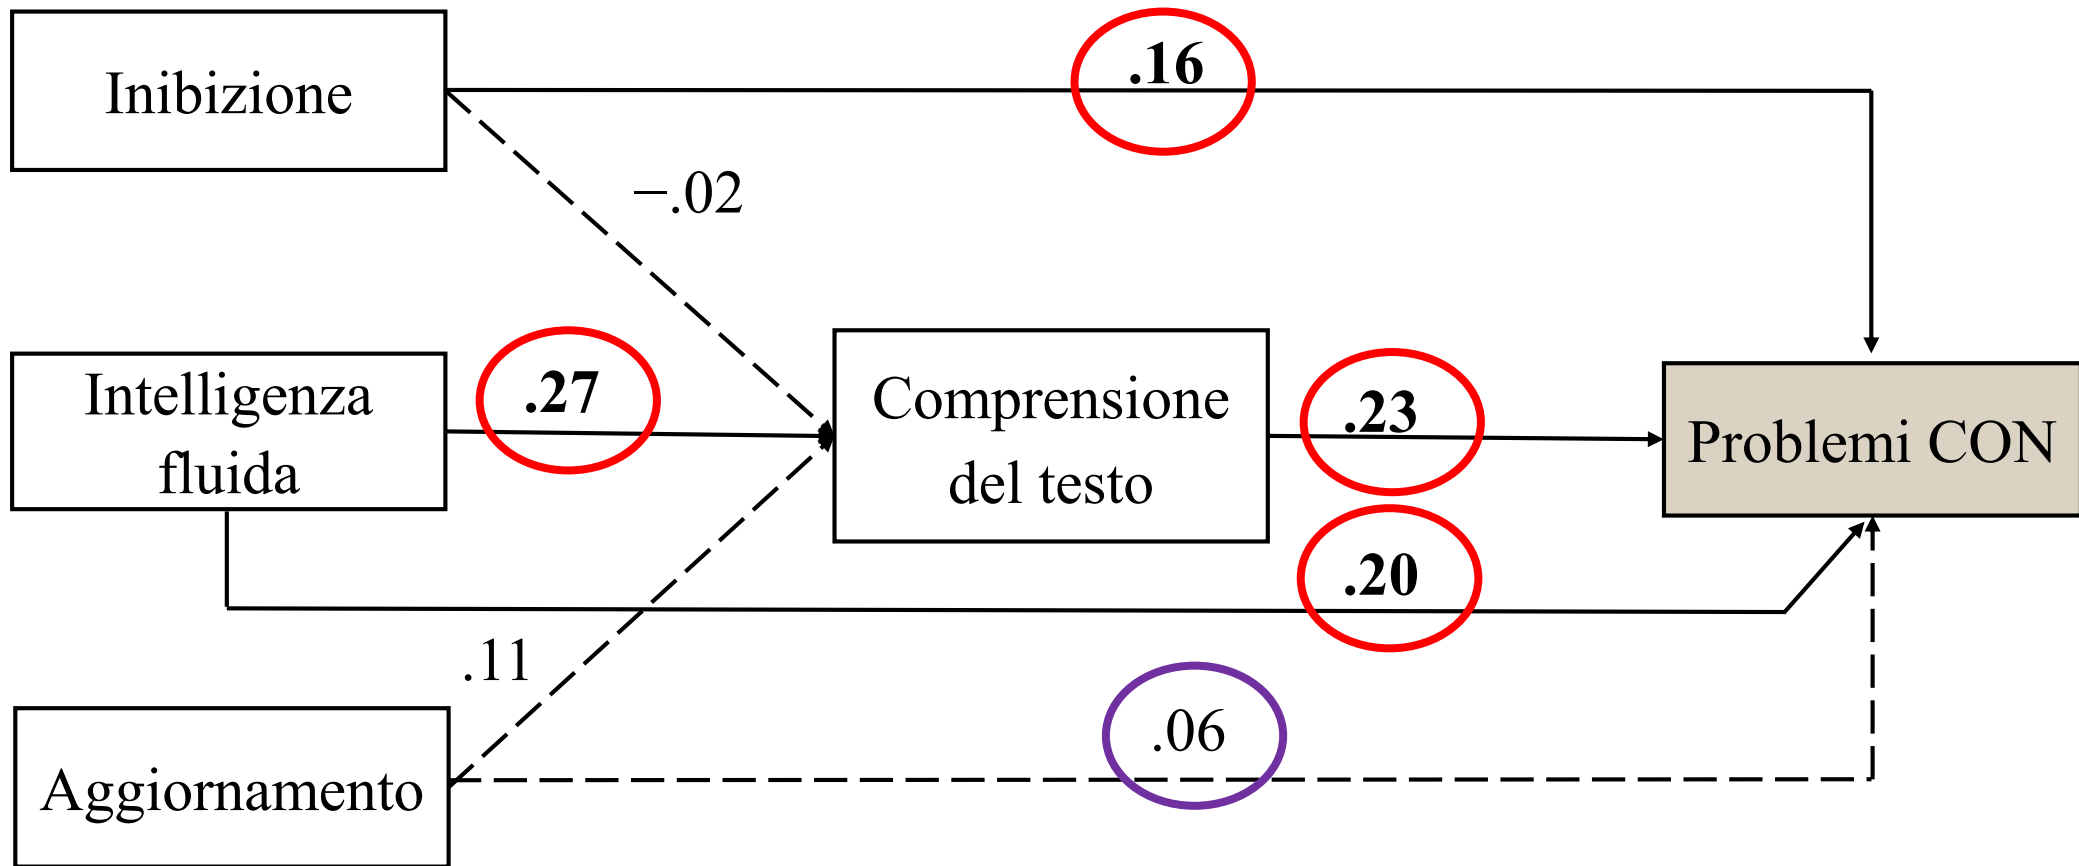 .16
Inibizione
−.02
Intelligenza
fluida
.27
Comprensione
del testo
.23
Problemi CON
.20
.11
.06
Aggiornamento